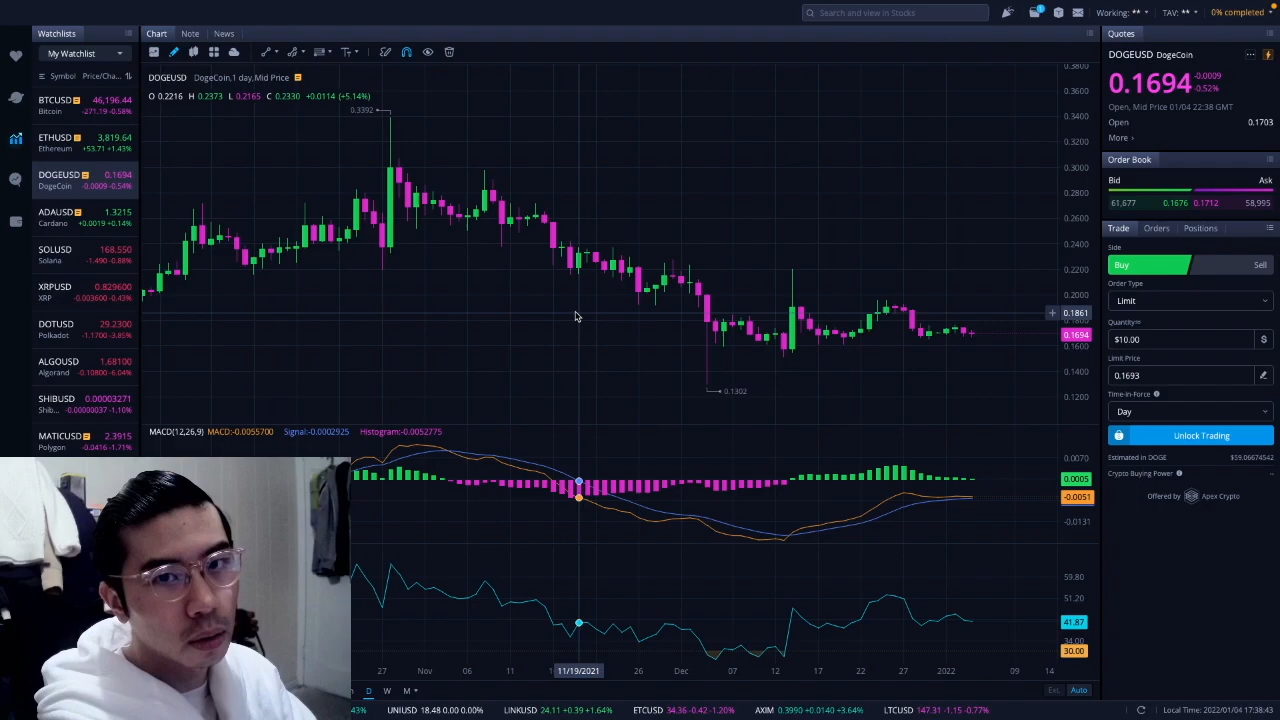 Search and view in Stocks
1
Working: **
TAV: **
0% completed
Watchlists
My Watchlist
Symbol Price/Cha...
BTCUSD 46,196.44
Bitcoin -271.19 -0.58%
ETHUSD 3,819.64
Ethereum +53.71 +1.43%
DOGEUSD 0.1694
DogeCoin -0.0009 -0.54%
ADAUSD 1.3215
Cardano +0.0019 +0.14%
SOLUSD 168.550
Solana -1.490 -0.88%
XRPUSD 0.829600
XRP -0.003600 -0.43%
DOTUSD 29.2300
Polkadot -1.1700 -3.85%
ALGOUSD 1.68100
Algorand -0.10800 -6.04%
SHIBUSD 0.00003271
Shib... -0.00000037 -1.10%
MATICUSD 2.3915
Polygon -0.0416 -1.71%
Chart Note News
DOGEUSD DogeCoin,1 day,Mid Price
O 0.2216 H 0.2373 L 0.2165 C 0.2330 +0.0114 (+5.14%)
0.3392
0.1302
0.3800
0.3600
0.3400
0.3200
0.3000
0.2800
0.2600
0.2400
0.2200
0.2000
0.1861
0.1694
0.1600
0.1400
0.1200
MACD(12,26,9) MACD:-0.0055700 Signal:-0.0002925 Histogram:-0.0052775
0.0070
0.0005
-0.0051
-0.0131
59.80
51.20
41.87
34.00
30.00
27 Nov 06 11 11/19/2021 26 Dec 07 12 17 22 27 2022 09 14
D W M
Ext. Auto
Quotes
DOGEUSD DogeCoin
0.1694 -0.0009
-0.52%
Open, Mid Price 01/04 22:38 GMT
Open 0.1703
More >
Order Book
Bid Ask
61,677 0.1676 0.1712 58,995
Trade Orders Positions
Side
Buy Sell
Order Type
Limit
Quantity
$10.00 $
Limit Price
0.1693
Time-In-Force
Day
Unlock Trading
Estimated in DOGE $59.06674542
Crypto Buying Power --
Offered by Apex Crypto
43% UNIUSD 18.48 0.00 0.00% LINKUSD 24.11 +0.39 +1.64% ETCUSD 34.36 -0.42 -1.20% AXIM 0.3990 +0.0140 +3.64% LTCUSD 147.31 -1.15 -0.77%
Local Time: 2022/01/04 17:38:43